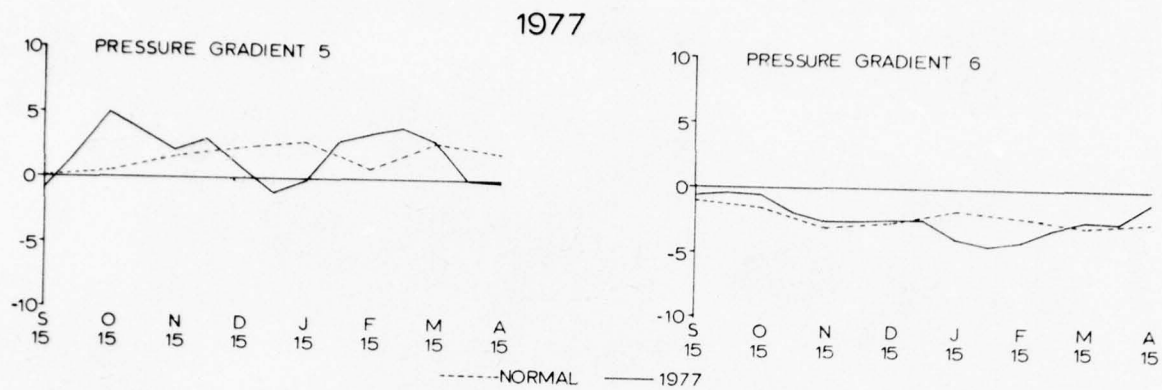 1977
PRESSURE GRADIENT 5
10
5
0
-5
-10
S O N D J F M A
15 15 15 15 15 15 15 15
PRESSURE GRADIENT 6
10
5
0
-5
-10
S O N D J F M A
15 15 15 15 15 15 15 15
NORMAL 1977